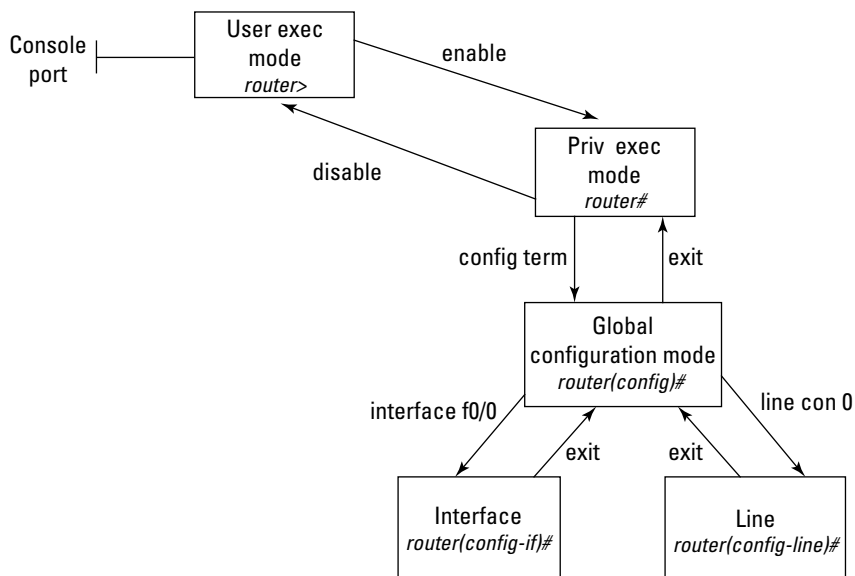 Console
port
User exec
mode
router>
enable
disable
Priv exec
mode
router#
config term
exit
Global
configuration mode
router(config)#
interface f0/0
line con 0
exit
exit
Interface
router(config-if)#
Line
router(config-line)#